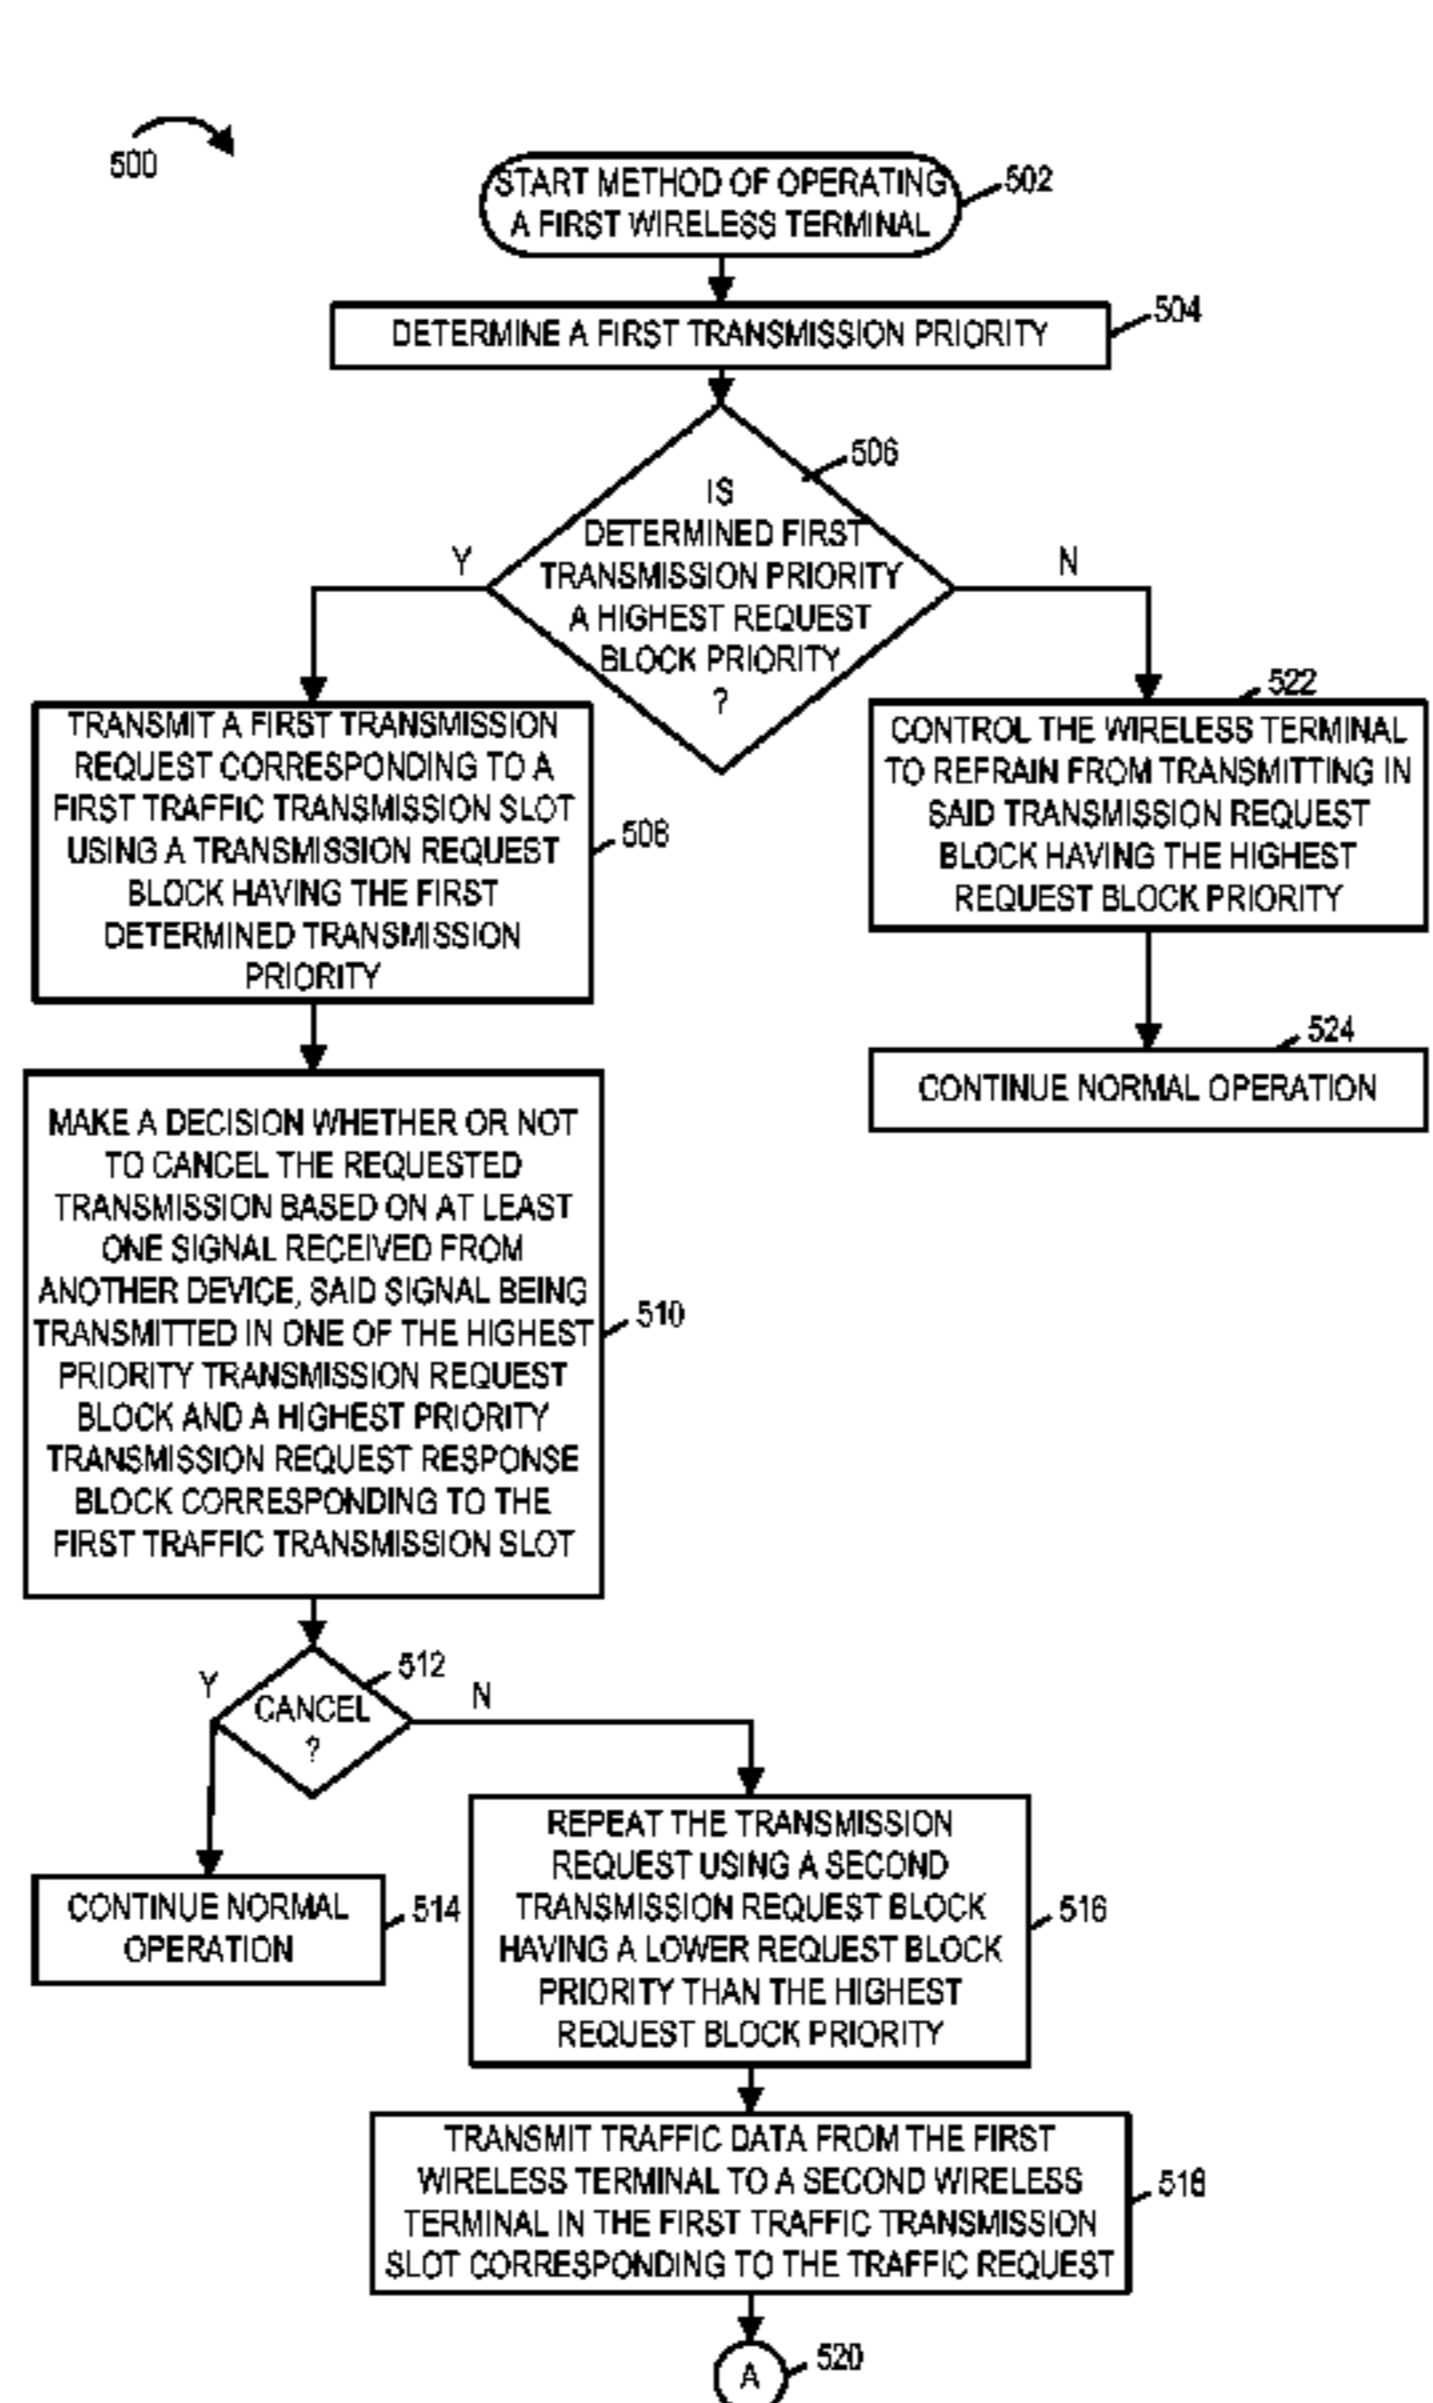 500
START METHOD OF OPERATING
A FIRST WIRELESS TERMINAL
502
DETERMINE A FIRST TRANSMISSION PRIORITY
504
506
IS
DETERMINED FIRST
TRANSMISSION PRIORITY
A HIGHEST REQUEST
BLOCK PRIORITY
?
Y
N
TRANSMIT A FIRST TRANSMISSION
REQUEST CORRESPONDING TO A
FIRST TRAFFIC TRANSMISSION SLOT
USING A TRANSMISSION REQUEST
BLOCK HAVING THE FIRST
DETERMINED TRANSMISSION
PRIORITY
508
522
CONTROL THE WIRELESS TERMINAL
TO REFRAIN FROM TRANSMITTING IN
SAID TRANSMISSION REQUEST
BLOCK HAVING THE HIGHEST
REQUEST BLOCK PRIORITY
524
CONTINUE NORMAL OPERATION
MAKE A DECISION WHETHER OR NOT
TO CANCEL THE REQUESTED
TRANSMISSION BASED ON AT LEAST
ONE SIGNAL RECEIVED FROM
ANOTHER DEVICE, SAID SIGNAL BEING
TRANSMITTED IN ONE OF THE HIGHEST
PRIORITY TRANSMISSION REQUEST
BLOCK AND A HIGHEST PRIORITY
TRANSMISSION REQUEST RESPONSE
BLOCK CORRESPONDING TO THE
FIRST TRAFFIC TRANSMISSION SLOT
510
512
CANCEL
?
Y
N
CONTINUE NORMAL
OPERATION
514
REPEAT THE TRANSMISSION
REQUEST USING A SECOND
TRANSMISSION REQUEST BLOCK
HAVING A LOWER REQUEST BLOCK
PRIORITY THAN THE HIGHEST
REQUEST BLOCK PRIORITY
516
TRANSMIT TRAFFIC DATA FROM THE FIRST
WIRELESS TERMINAL TO A SECOND WIRELESS
TERMINAL IN THE FIRST TRAFFIC TRANSMISSION
SLOT CORRESPONDING TO THE TRAFFIC REQUEST
518
A
520